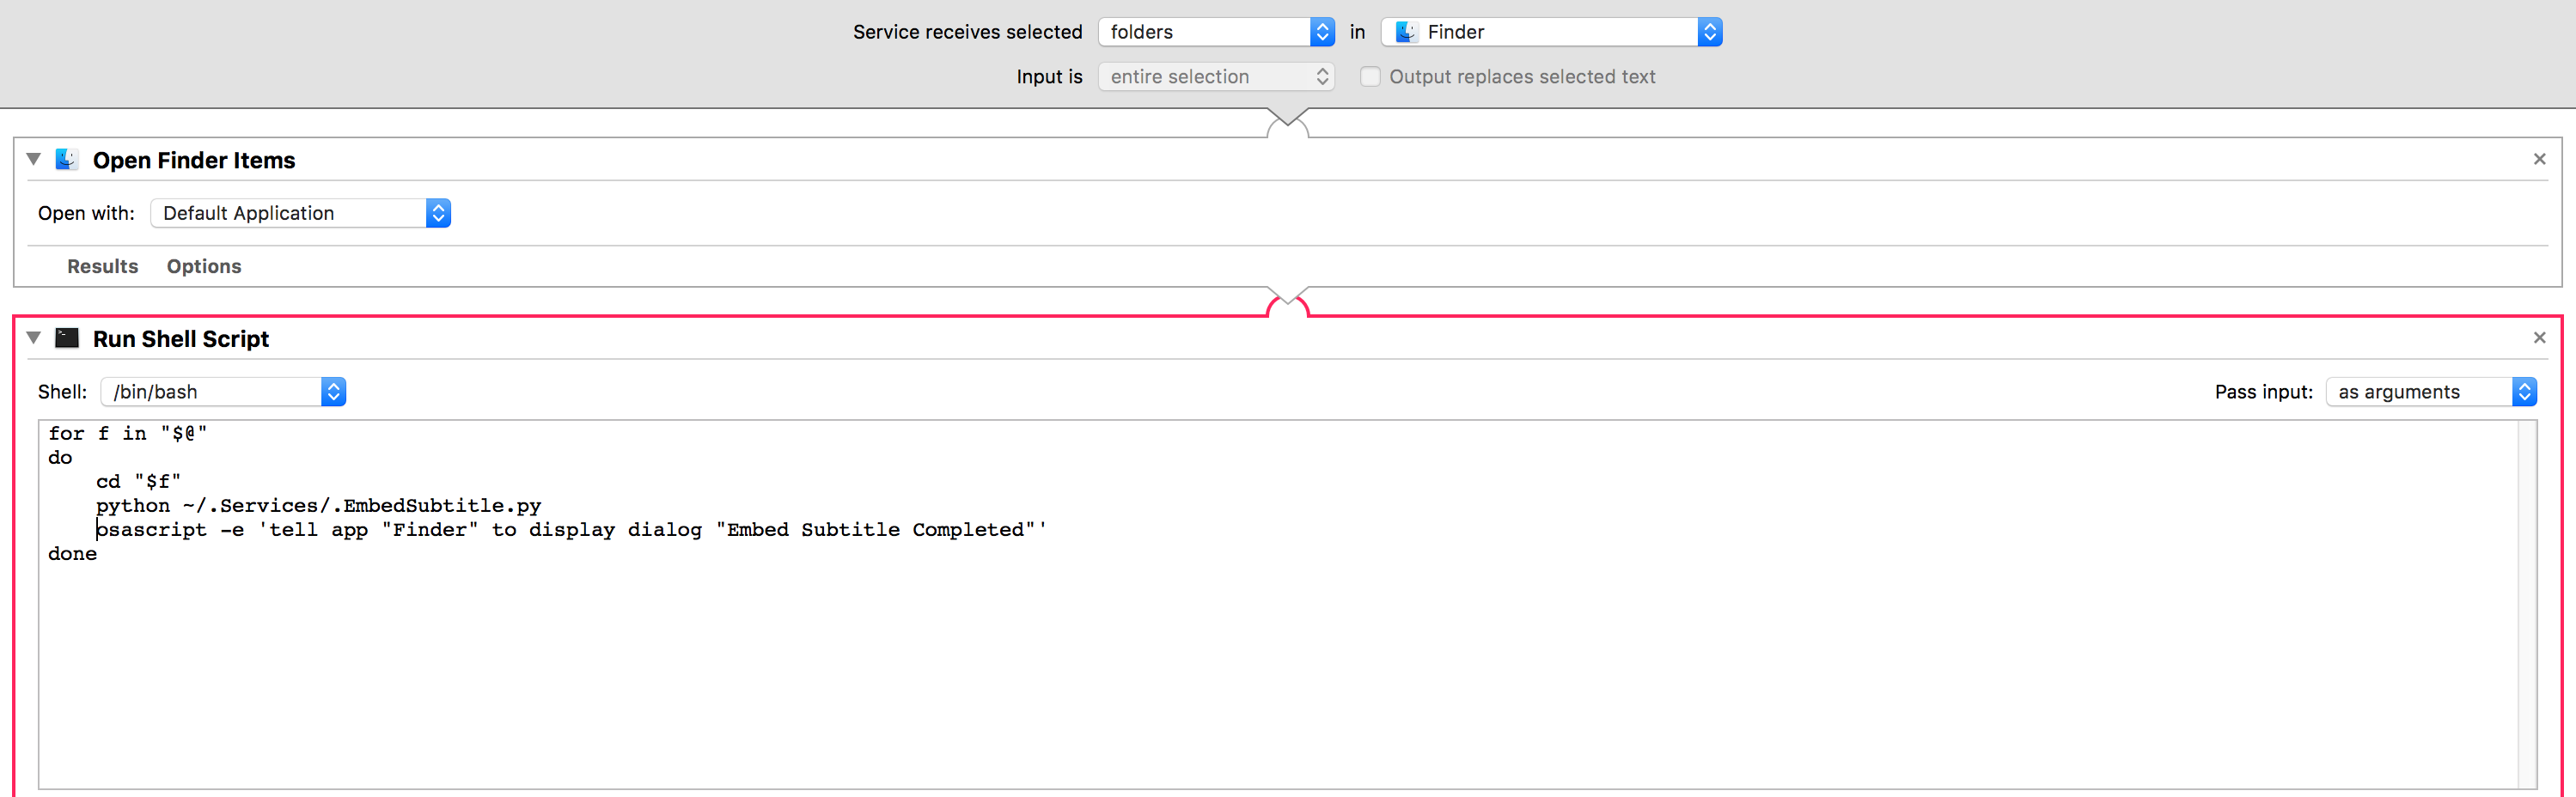 Service receives selected folders in Finder
Input is entire selection Output replaces selected text
Open Finder Items
Open with: Default Application
Results Options
Run Shell Script
Shell: /bin/bash Pass input: as arguments
for f in "$@"
do
    cd "$f"
    python ~/.Services/.EmbedSubtitle.py
    osascript -e 'tell app "Finder" to display dialog "Embed Subtitle Completed"'
done